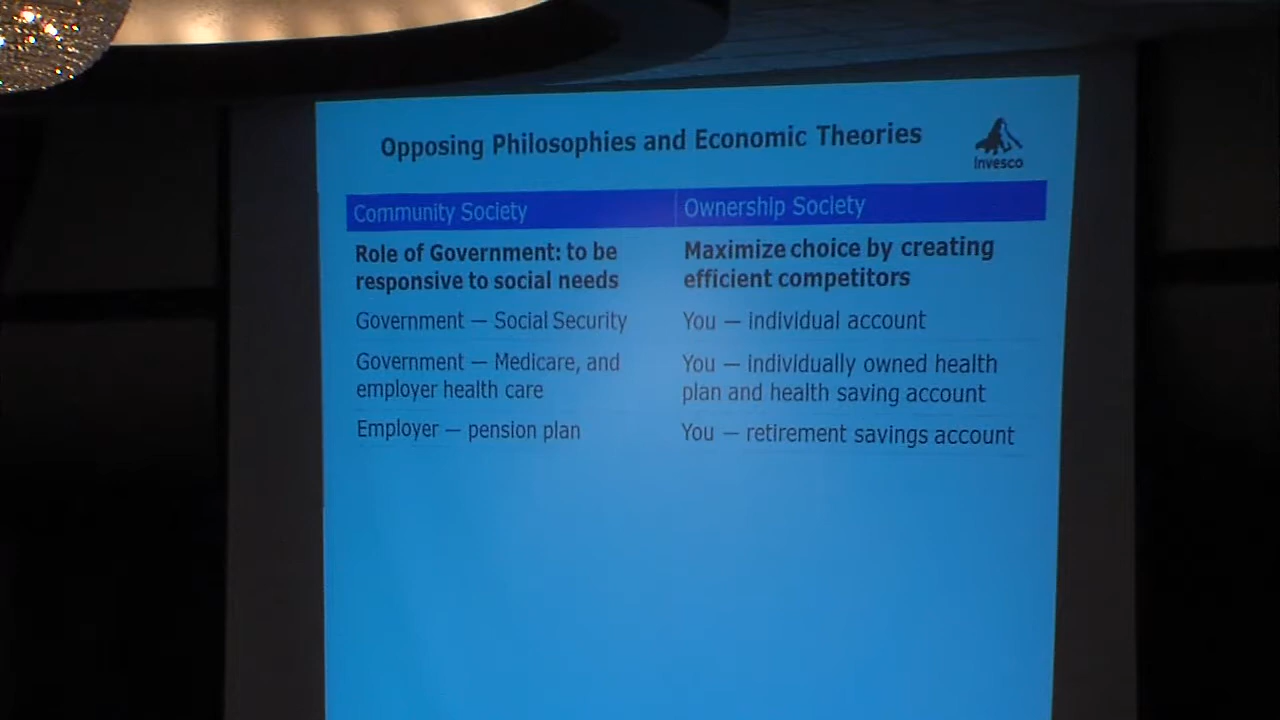 Opposing Philosophies and Economic Theories
Invesco
Community Society
Ownership Society
Role of Government: to be
responsive to social needs
Maximize choice by creating
efficient competitors
Government — Social Security
You — individual account
Government — Medicare, and
employer health care
You — individually owned health
plan and health saving account
Employer — pension plan
You — retirement savings account